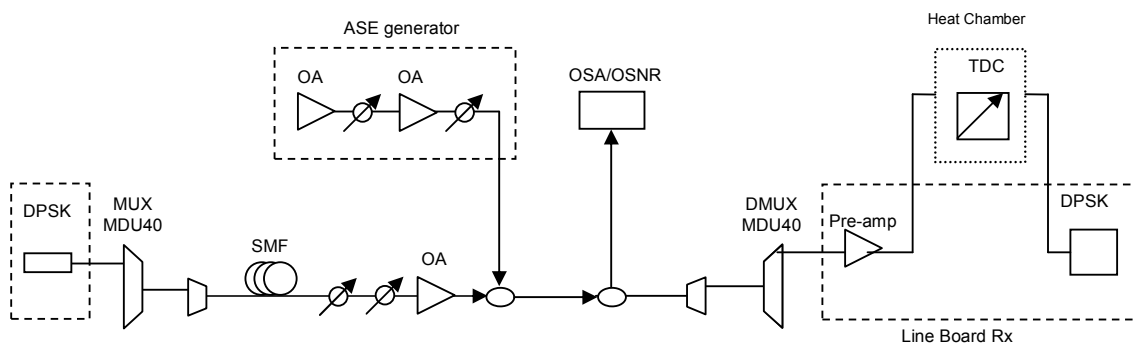 Heat Chamber
ASE generator
TDC
OA
OA
OSA/OSNR
DPSK
MUX
MDU40
SMF
OA
DMUX
MDU40
Pre-amp
DPSK
Line Board Rx